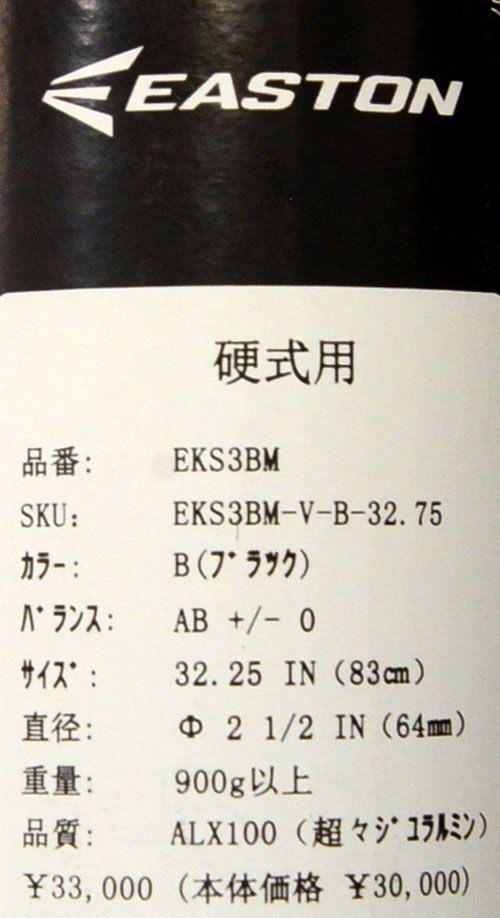 EASTON
硬式用
品番: EKS3BM
SKU: EKS3BM-V-B-32.75
カラー: B(ブラック)
バランス: AB +/- 0
サイズ: 32.25 IN (83cm)
直径: Φ 2 1/2 IN (64mm)
重量: 900g以上
品質: ALX100 (超々ジュラルミン)
¥33,000 (本体価格 ¥30,000)